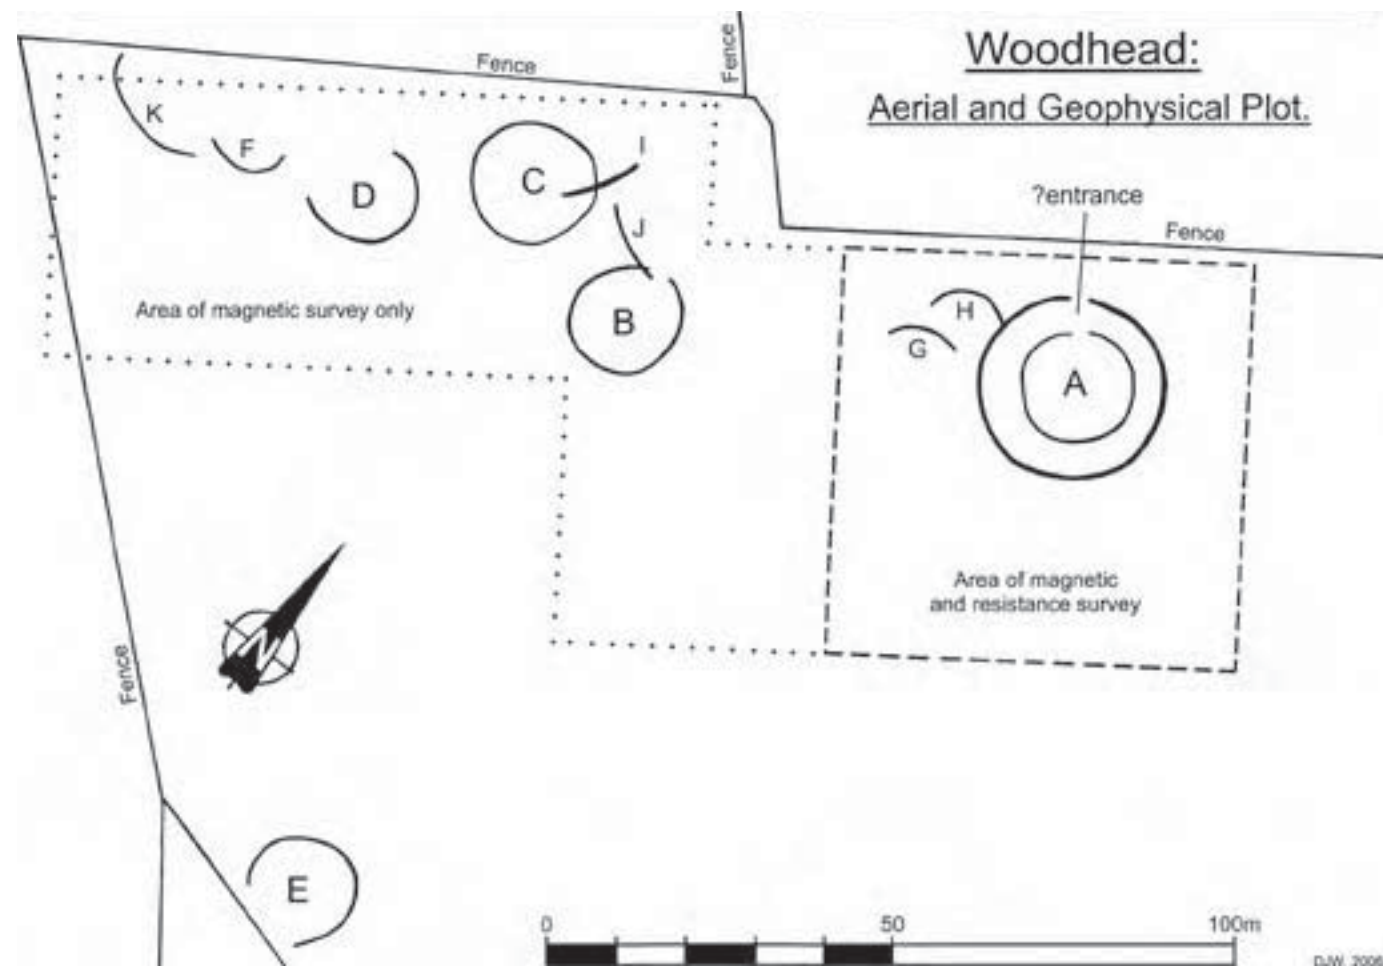 Woodhead:
Aerial and Geophysical Plot.
Fence
Fence
K
F
D
C
I
J
B
?entrance
Fence
H
G
A
Area of magnetic survey only
Area of magnetic
and resistance survey
N
Fence
E
0 50 100m
DJW 2006